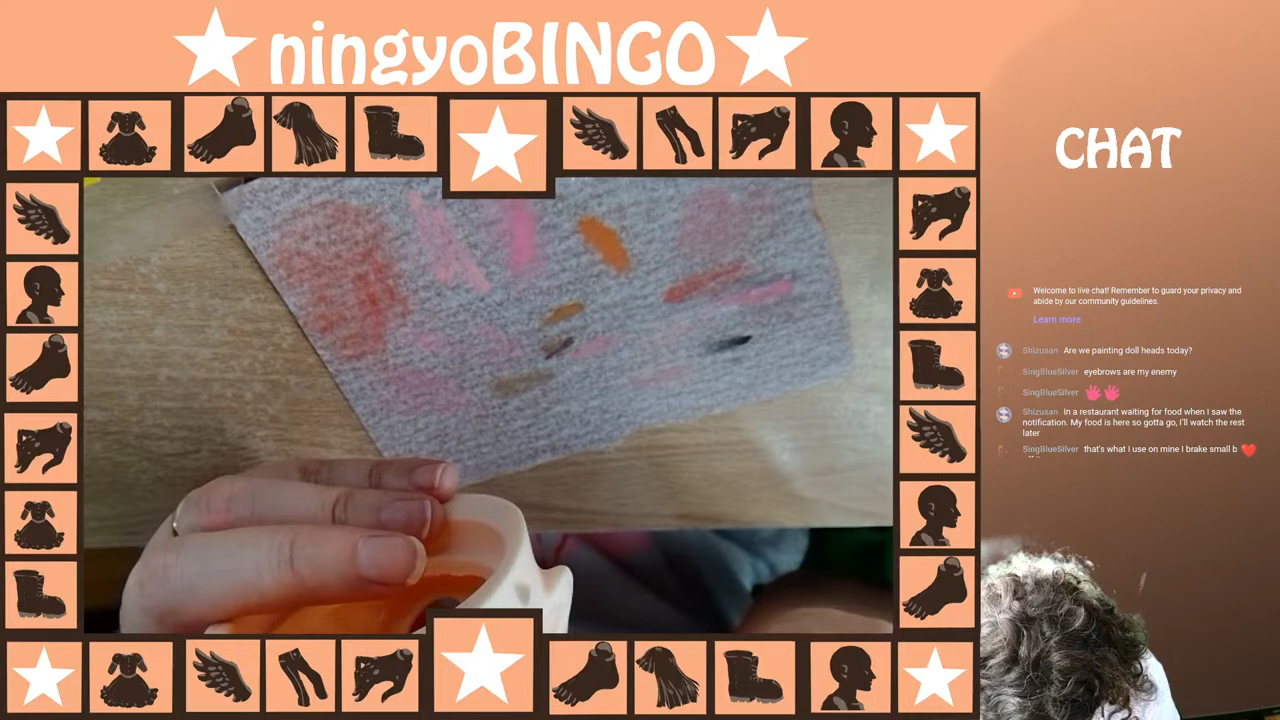 ningyoBINGO
CHAT
Welcome to live chat! Remember to guard your privacy and
abide by our community guidelines.
Learn more
Shizusan Are we painting doll heads today?
SingBlueSilver eyebrows are my enemy
SingBlueSilver
Shizusan In a restaurant waiting for food when I saw the
notification. My food is here so gotta go, I'll watch the rest
later
SingBlueSilver that's what I use on mine I brake small b